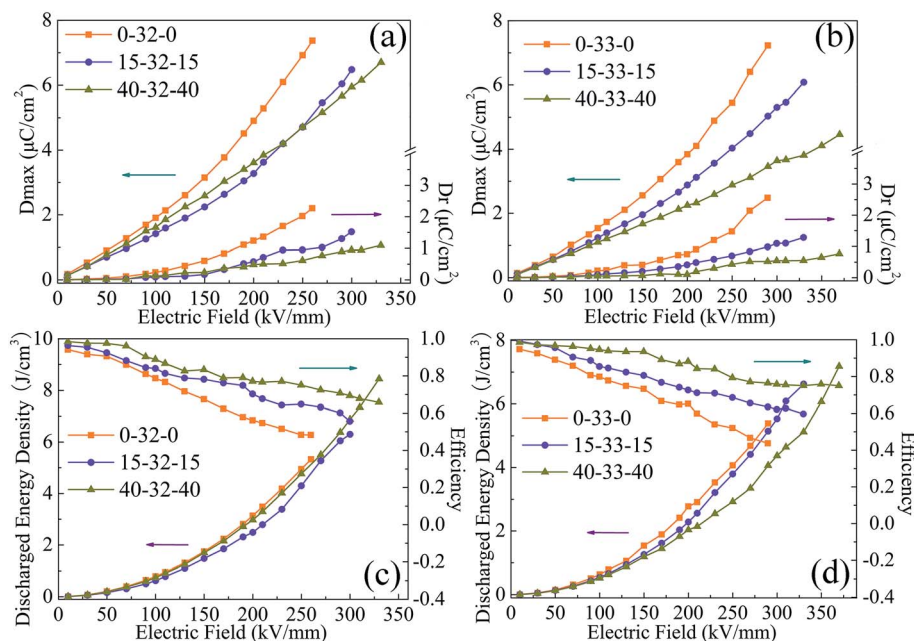 (a)
0-32-0
15-32-15
40-32-40
Dmax (μC/cm²)
8
6
4
2
0
3
2
1
0
Dr (μC/cm²)
0 50 100 150 200 250 300
Electric Field (kV/mm)
(b)
0-33-0
15-33-15
40-33-40
Dmax (μC/cm²)
8
6
4
2
0
3
2
1
0
Dr (μC/cm²)
0 50 100 150 200 250 300 350
Electric Field (kV/mm)
(c)
0-32-0
15-32-15
40-32-40
Discharged Energy Density (J/cm³)
10
8
6
4
2
0
1.0
0.8
0.6
0.4
0.2
0.0
-0.2
-0.4
Efficiency
0 50 100 150 200 250 300
Electric Field (kV/mm)
(d)
0-33-0
15-33-15
40-33-40
Discharged Energy Density (J/cm³)
8
6
4
2
0
1.0
0.8
0.6
0.4
0.2
0.0
-0.2
-0.4
Efficiency
0 50 100 150 200 250 300 350
Electric Field (kV/mm)